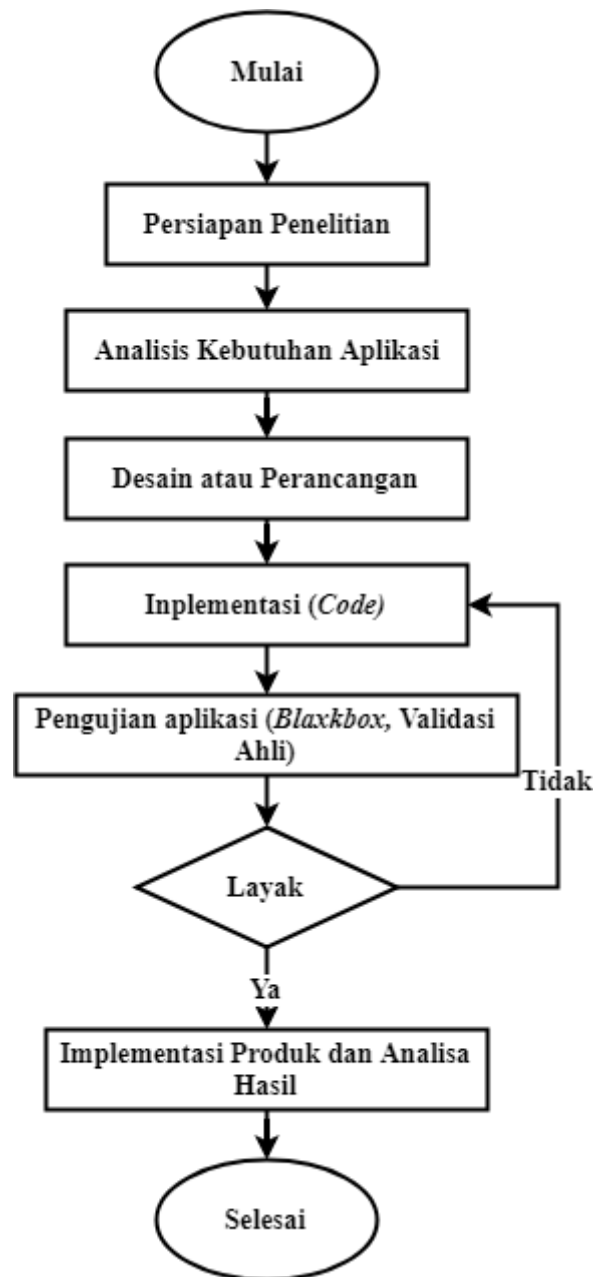 Mulai
Persiapan Penelitian
Analisis Kebutuhan Aplikasi
Desain atau Perancangan
Inplementasi (Code)
Pengujian aplikasi (Blaxkbox, Validasi
Ahli)
Tidak
Layak
Ya
Implementasi Produk dan Analisa
Hasil
Selesai